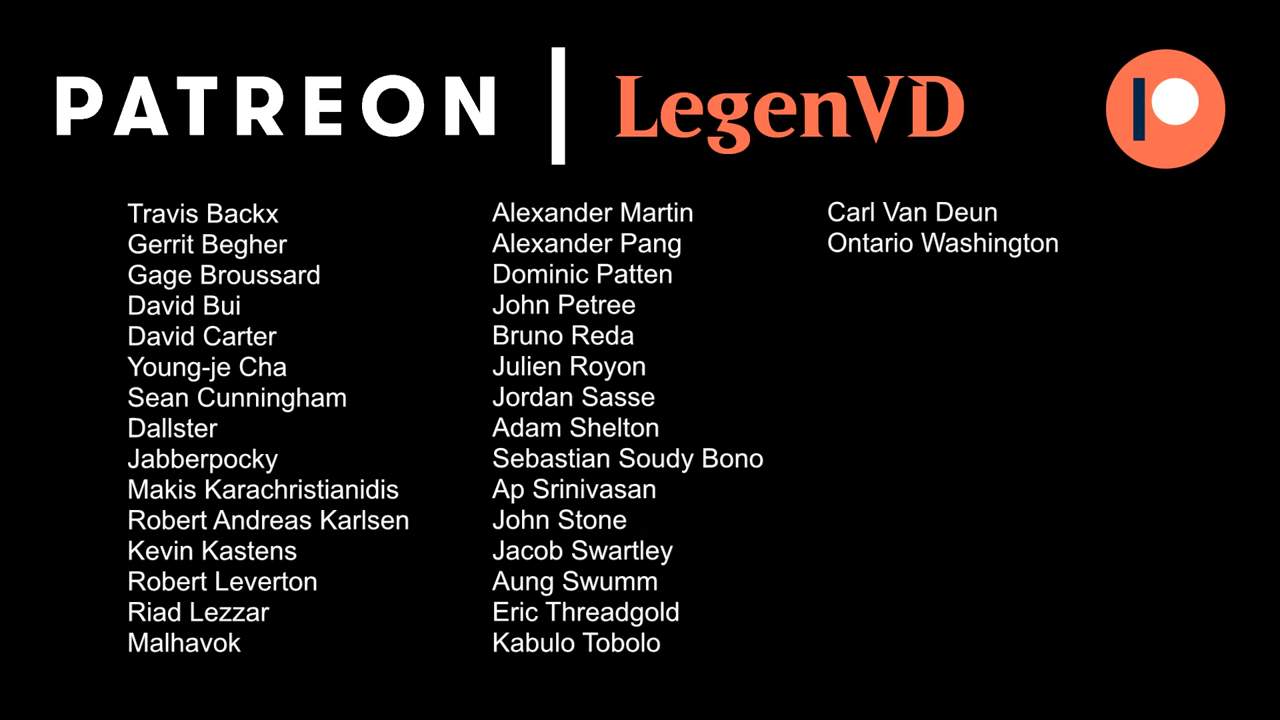 PATREON | LegenVD
Travis Backx
Gerrit Begher
Gage Broussard
David Bui
David Carter
Young-je Cha
Sean Cunningham
Dallster
Jabberpocky
Makis Karachristianidis
Robert Andreas Karlsen
Kevin Kastens
Robert Leverton
Riad Lezzar
Malhavok
Alexander Martin
Alexander Pang
Dominic Patten
John Petree
Bruno Reda
Julien Royon
Jordan Sasse
Adam Shelton
Sebastian Soudy Bono
Ap Srinivasan
John Stone
Jacob Swartley
Aung Swumm
Eric Threadgold
Kabulo Tobolo
Carl Van Deun
Ontario Washington